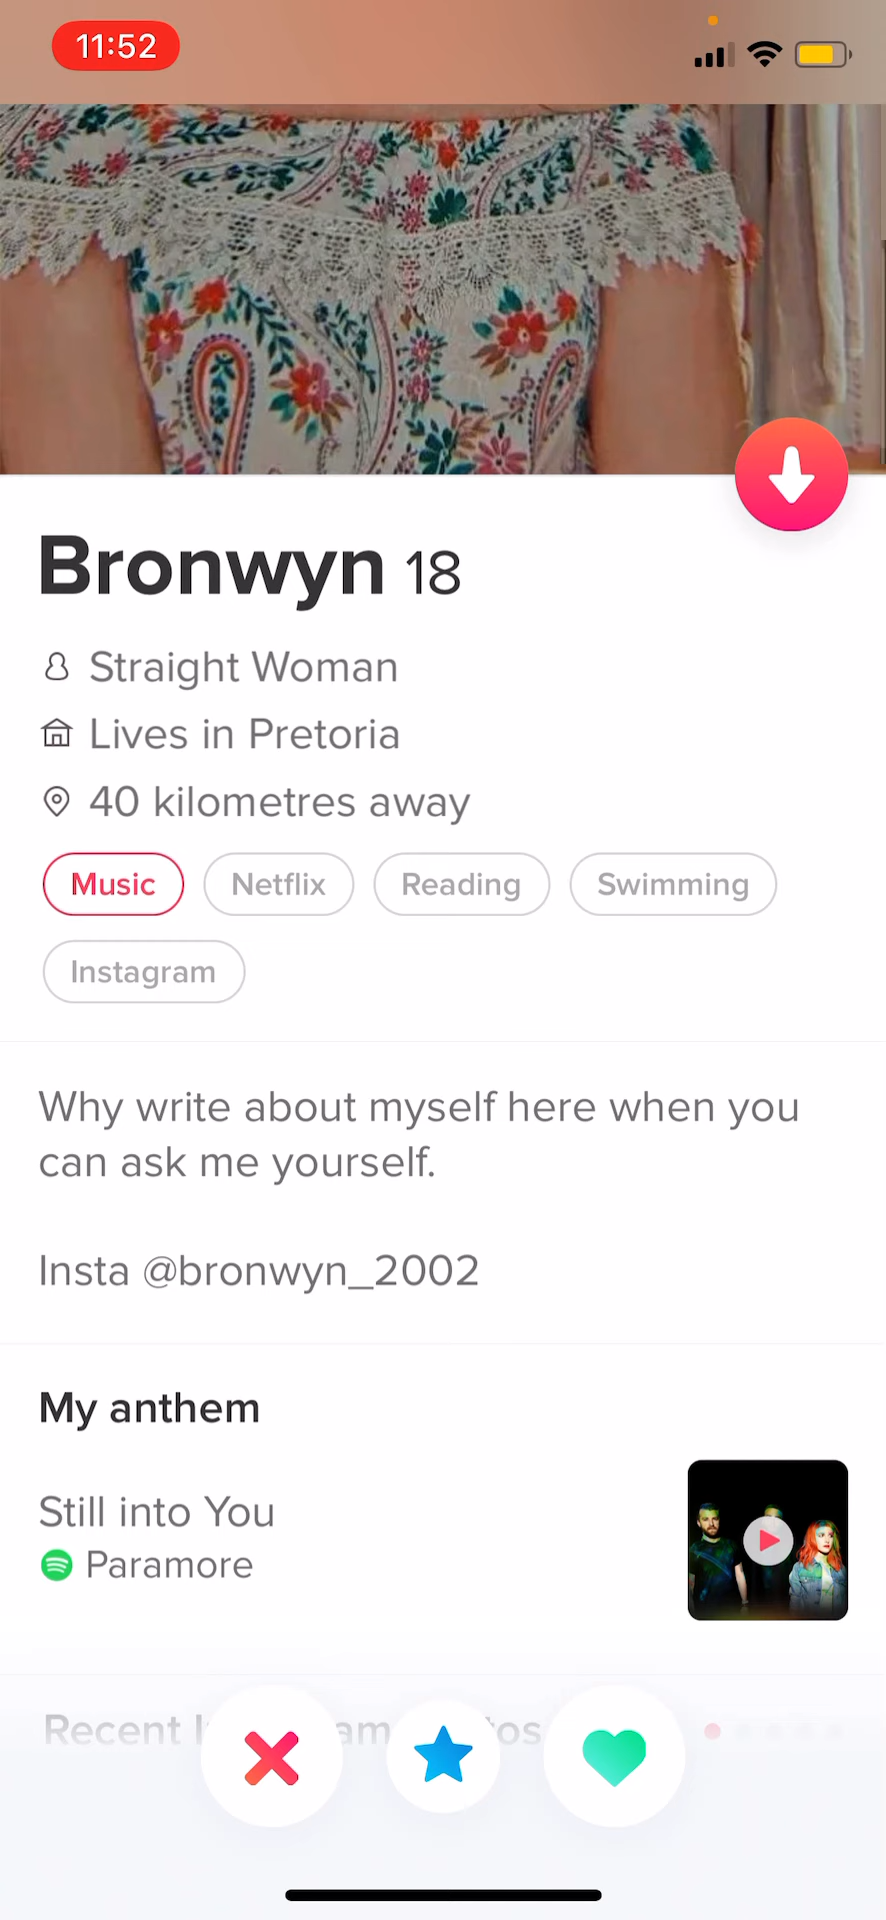 11:52
Bronwyn 18
Straight Woman
Lives in Pretoria
40 kilometres away
Music Netflix Reading Swimming
Instagram
Why write about myself here when you
can ask me yourself.
Insta @bronwyn_2002
My anthem
Still into You
Paramore
Recent